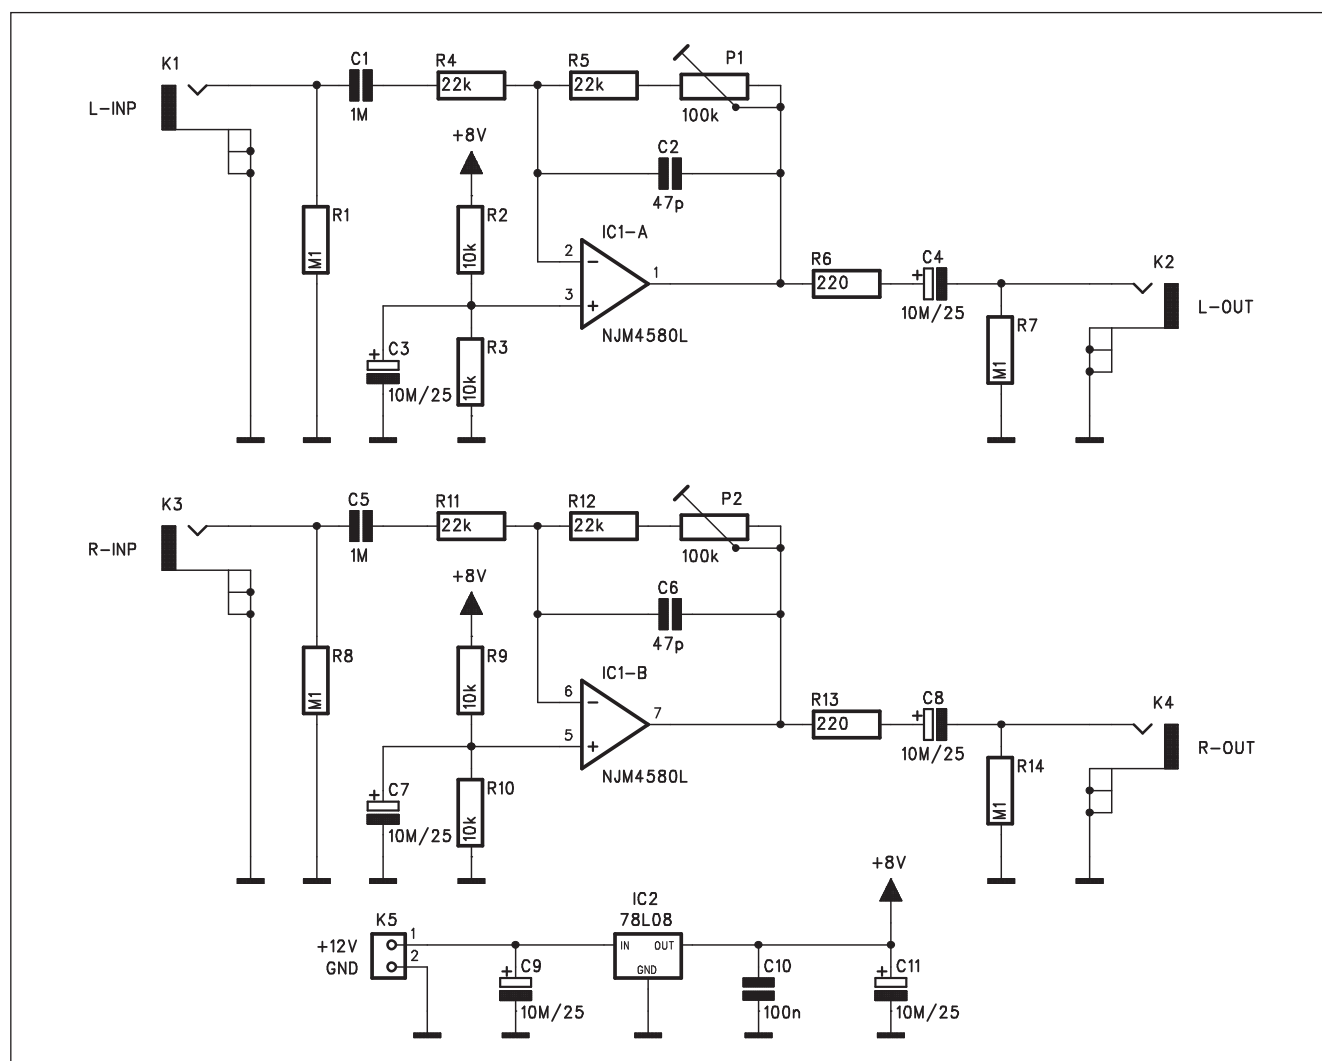 K1
C1
R4
R5
P1
22k
22k
L-INP
1M
100k
+8V
C2
47p
R1
R2
IC1-A
M1
10k
2
-
1
R6
C4
K2
3
+
220
+
10M/25
L-OUT
NJM4580L
R7
M1
C3
+
R3
10M/25
10k
K3
C5
R11
R12
P2
22k
22k
R-INP
1M
100k
+8V
C6
47p
R8
R9
IC1-B
M1
10k
6
-
7
R13
C8
K4
5
+
220
+
10M/25
R-OUT
NJM4580L
R14
M1
C7
+
R10
10M/25
10k
+8V
K5
IC2
78L08
1
+12V
IN
OUT
2
GND
GND
+
C9
C10
+
C11
10M/25
100n
10M/25